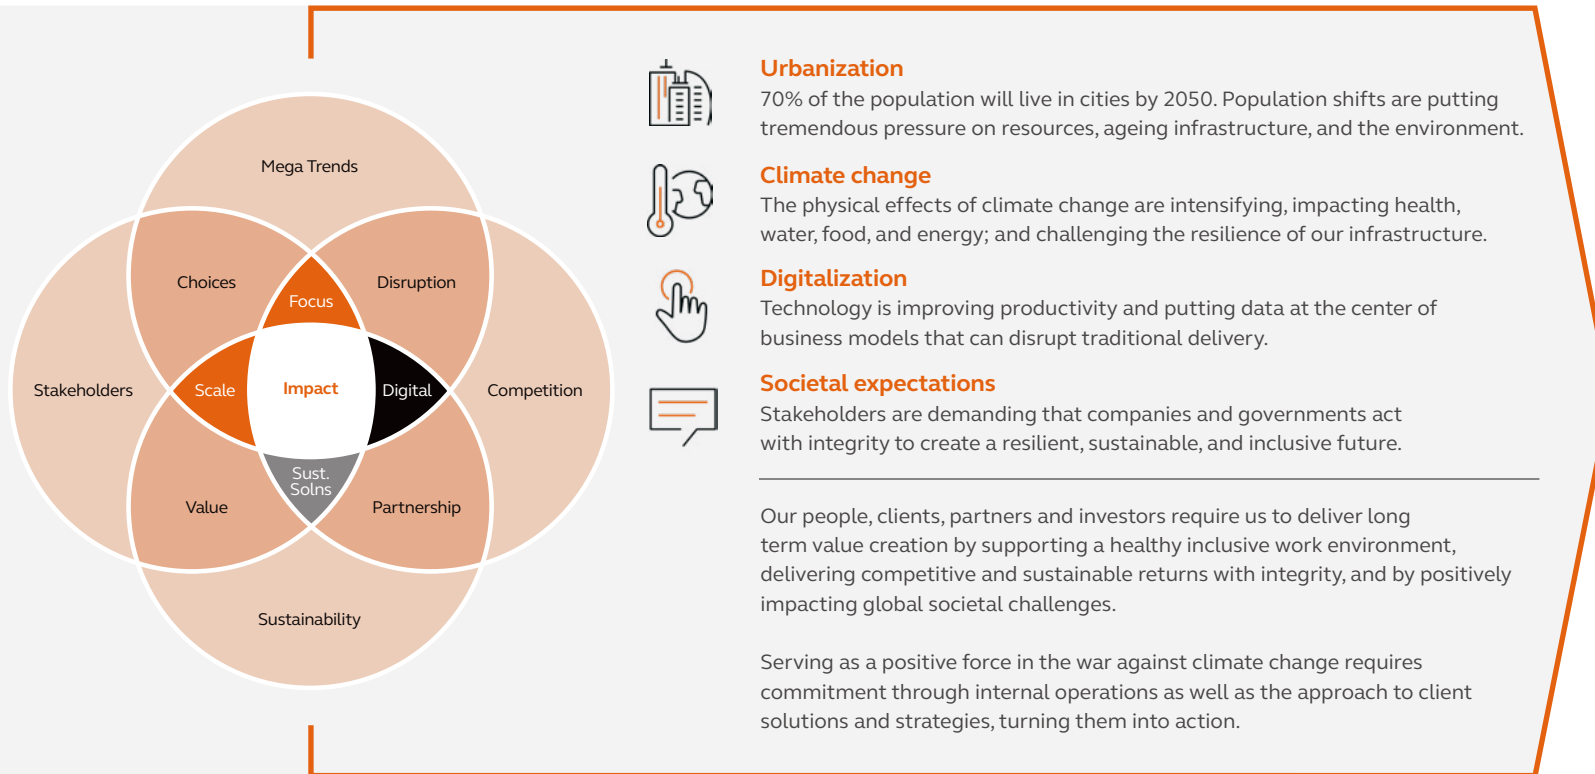 Mega Trends
Choices
Disruption
Focus
Stakeholders
Scale
Impact
Digital
Competition
Sust.
Solns
Value
Partnership
Sustainability
Urbanization
70% of the population will live in cities by 2050. Population shifts are putting
tremendous pressure on resources, ageing infrastructure, and the environment.
Climate change
The physical effects of climate change are intensifying, impacting health,
water, food, and energy; and challenging the resilience of our infrastructure.
Digitalization
Technology is improving productivity and putting data at the center of
business models that can disrupt traditional delivery.
Societal expectations
Stakeholders are demanding that companies and governments act
with integrity to create a resilient, sustainable, and inclusive future.
Our people, clients, partners and investors require us to deliver long
term value creation by supporting a healthy inclusive work environment,
delivering competitive and sustainable returns with integrity, and by positively
impacting global societal challenges.
Serving as a positive force in the war against climate change requires
commitment through internal operations as well as the approach to client
solutions and strategies, turning them into action.